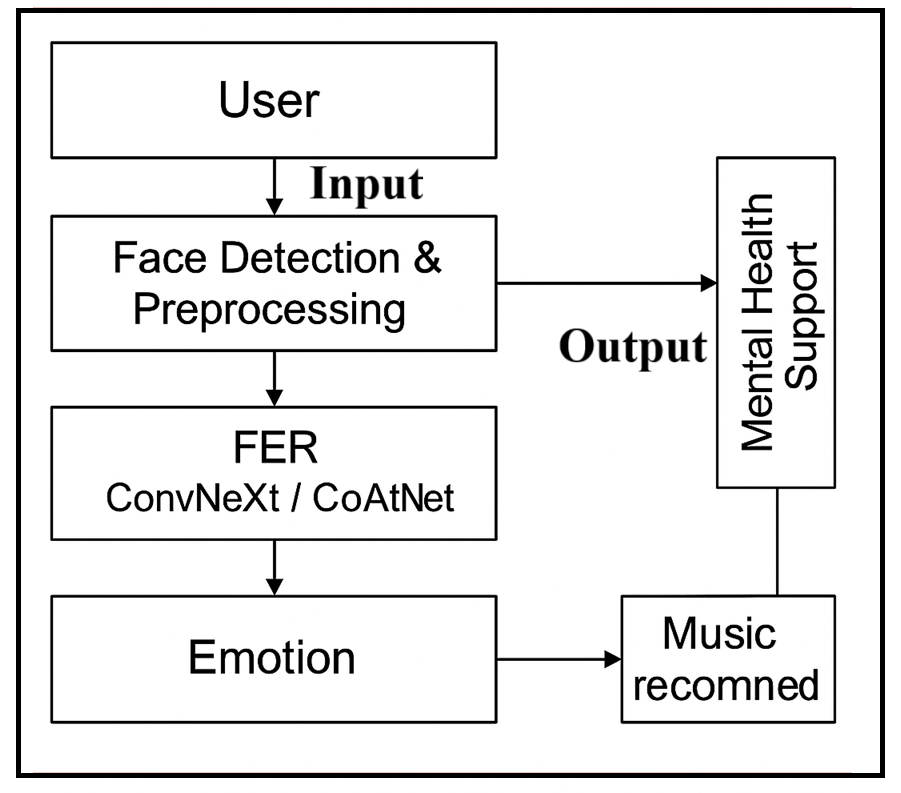 User
Input
Face Detection &
Preprocessing
Output
Mental Health
Support
FER
ConvNeXt / CoAtNet
Emotion
Music
recomned